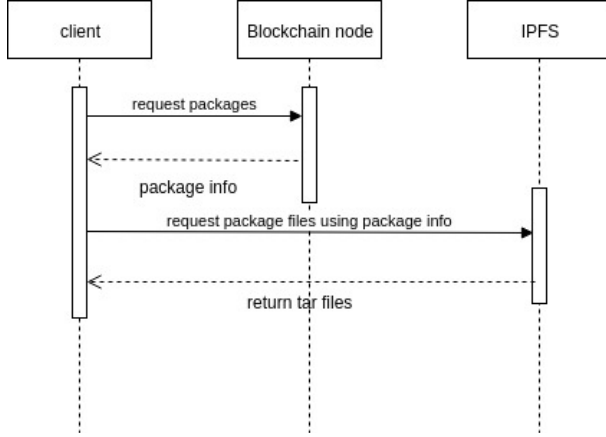 client
Blockchain node
IPFS
request packages
package info
request package files using package info
return tar files